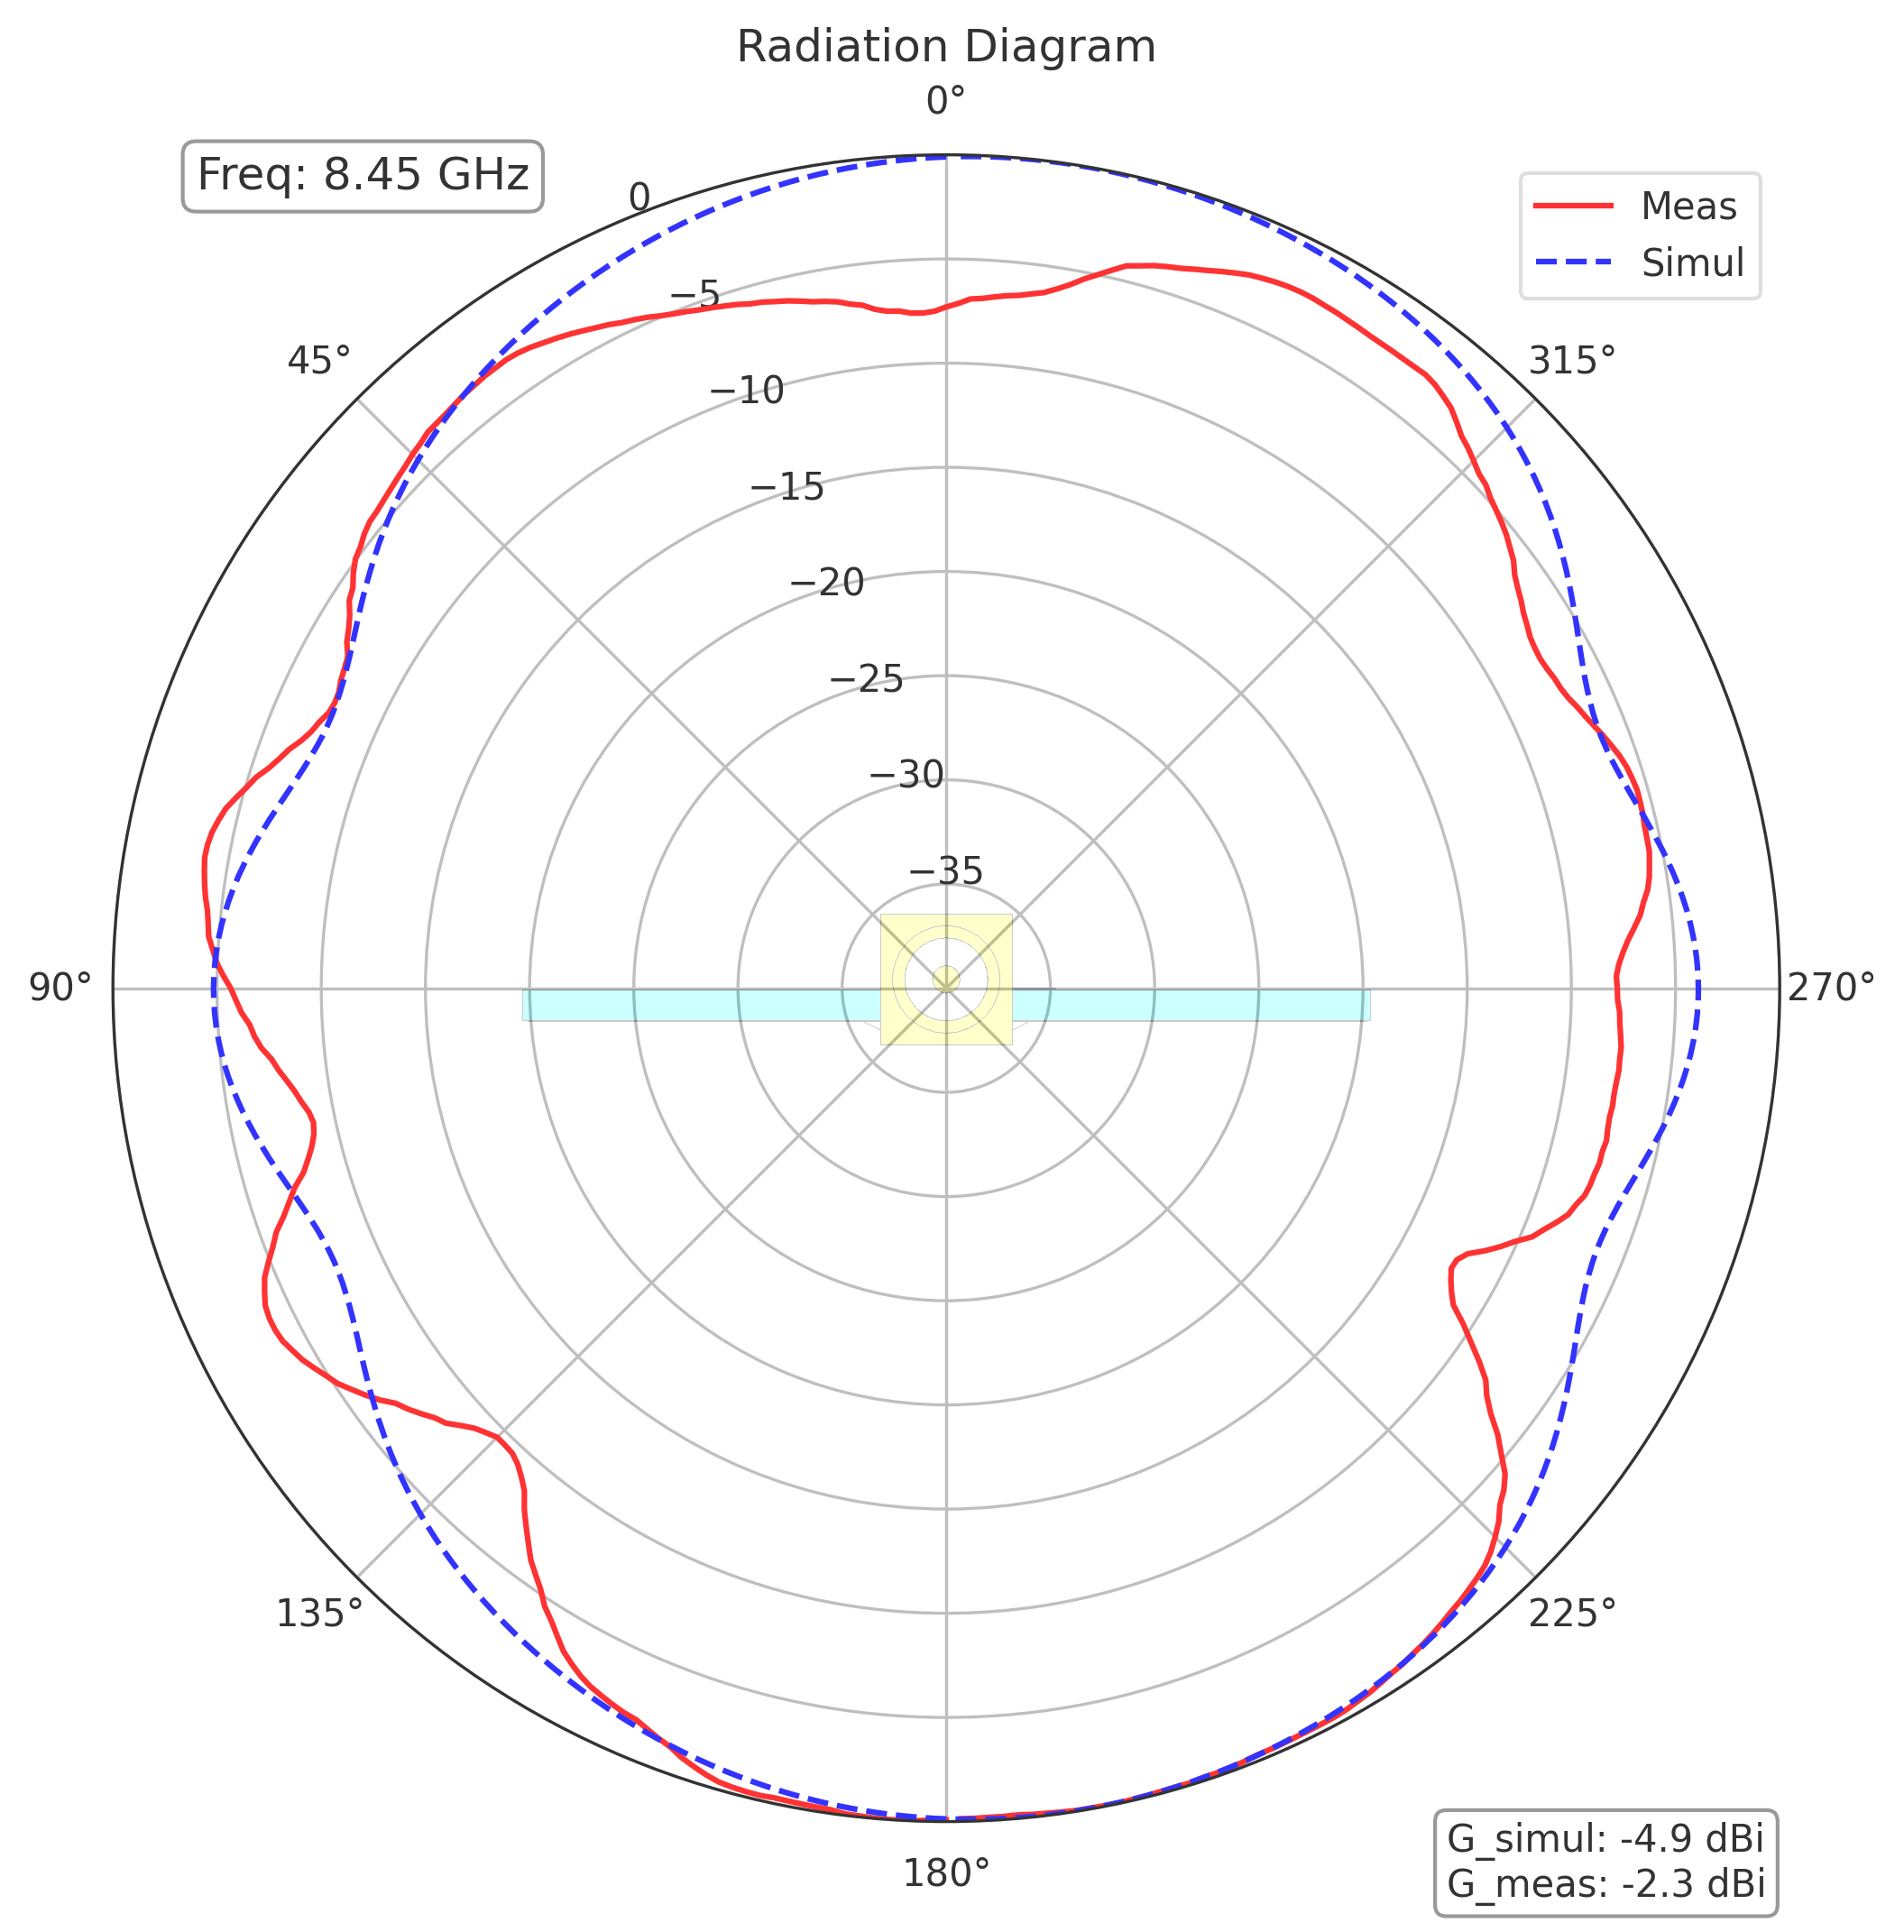 Radiation Diagram
0°
Freq: 8.45 GHz
0
Meas
Simul
−5
45°
315°
−10
−15
−20
−25
−30
−35
90°
270°
135°
225°
180°
G_simul: -4.9 dBi
G_meas: -2.3 dBi